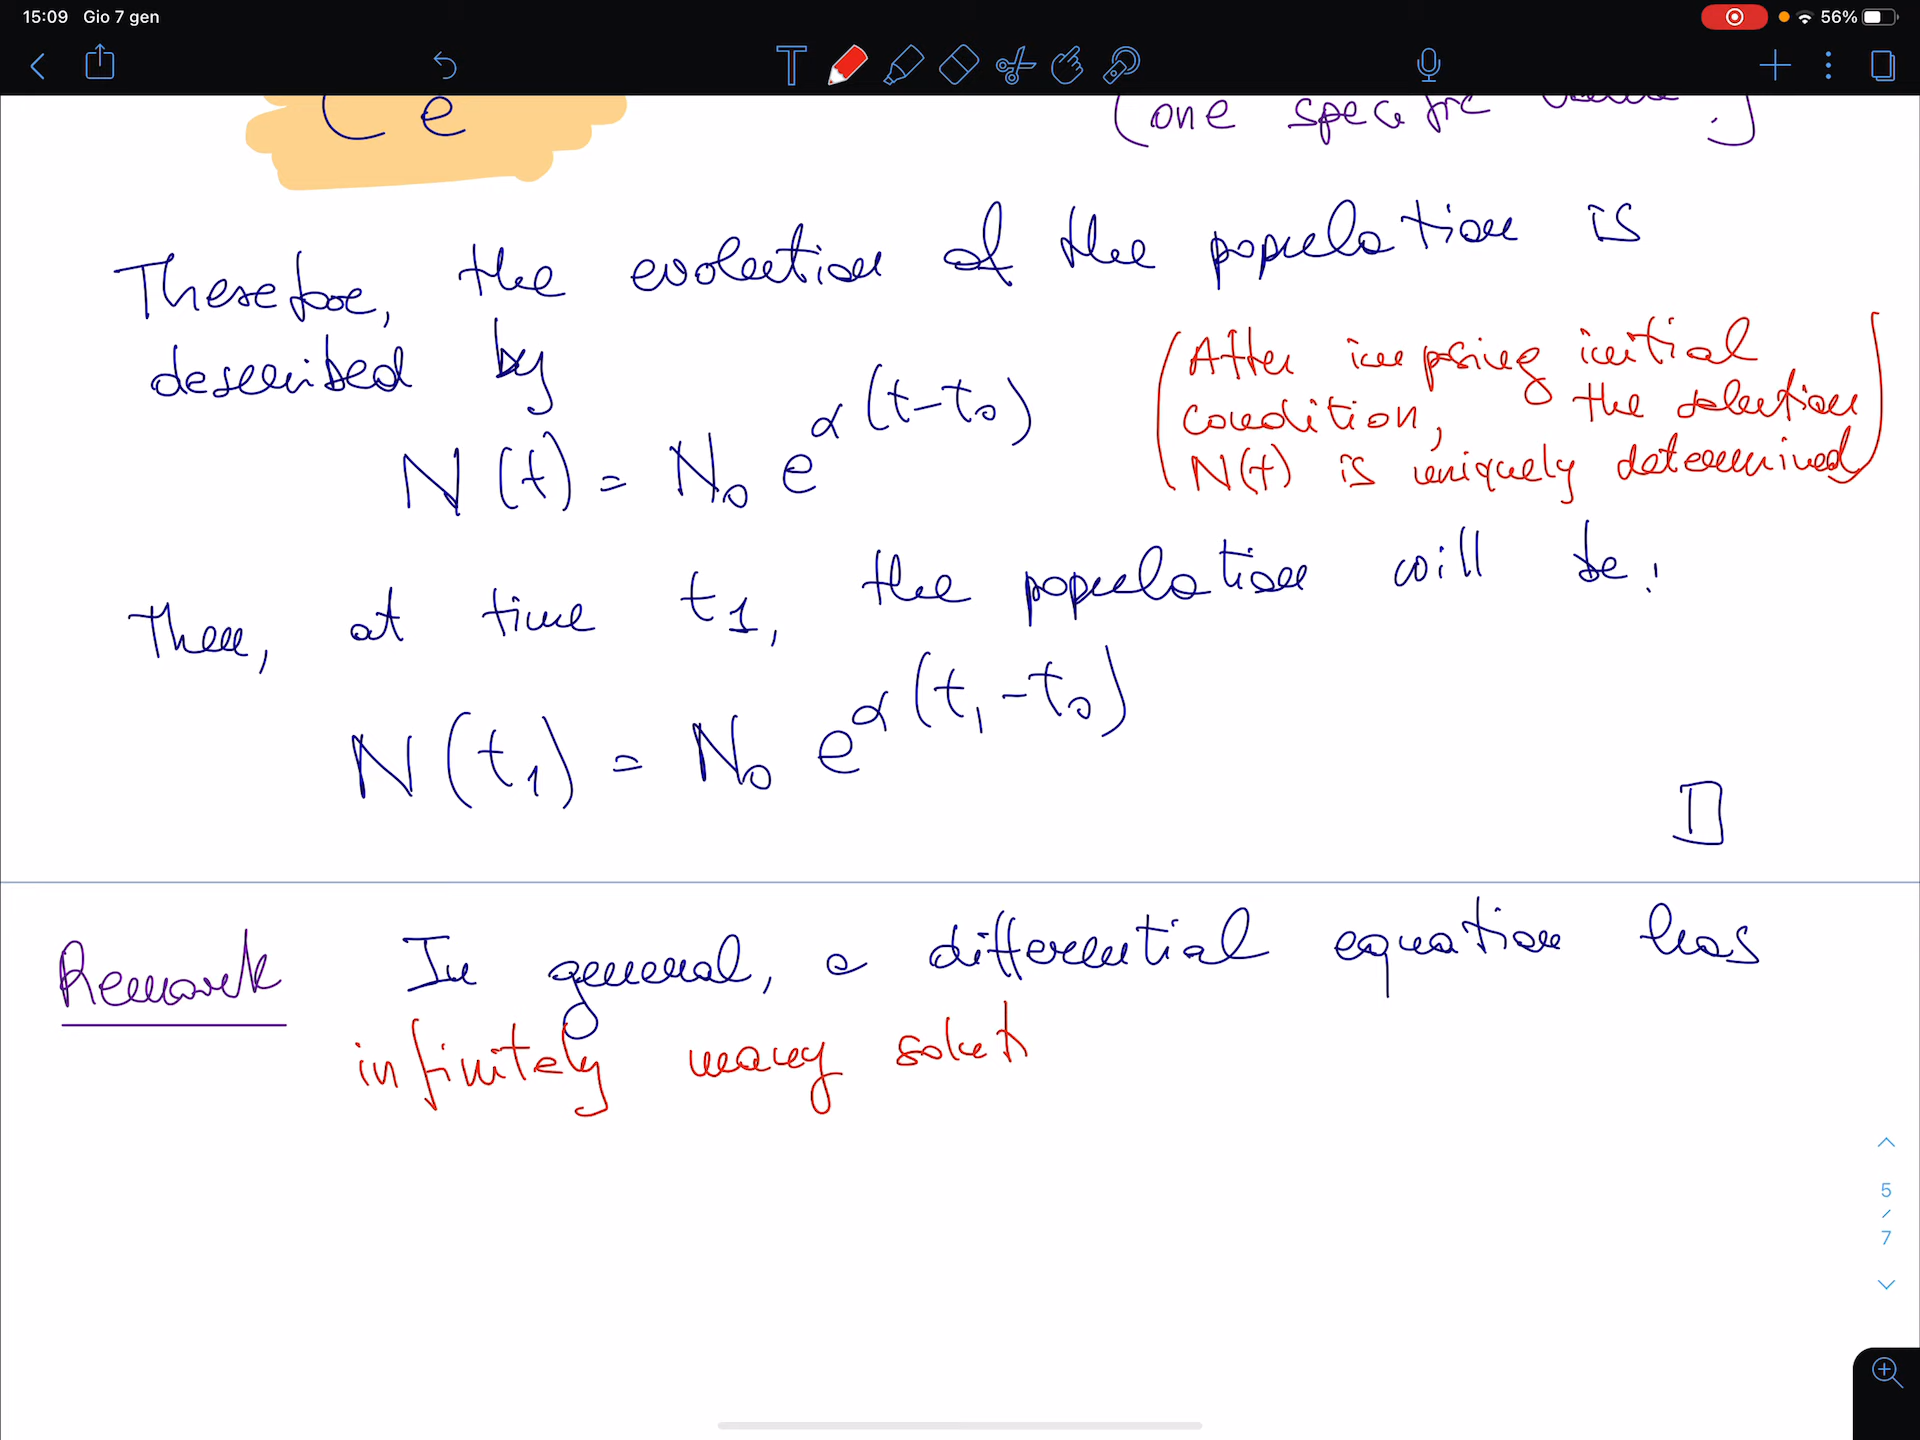 15:09 Gio 7 gen 56%
( e (one specific value.)
Therefore, the evolution of the population is
described by
N(t) = N₀ e^α(t-t₀)
(After imposing initial
condition, the solution
N(t) is uniquely determined)
Then, at time t₁, the population will be:
N(t₁) = N₀ e^α(t₁-t₀)
Remark In general, a differential equation has
infinitely many solut
5
/
7